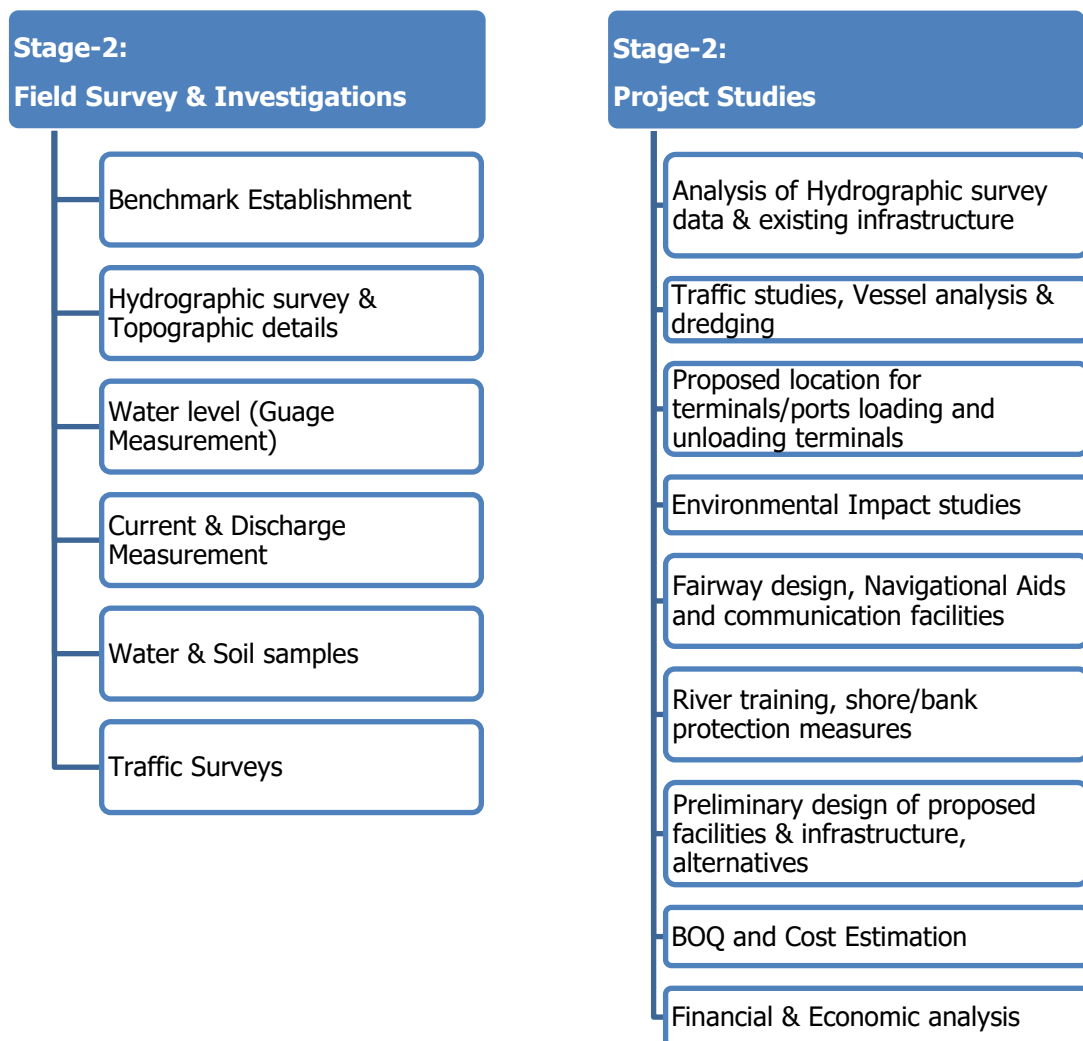 Stage-2:
Field Survey & Investigations
Benchmark Establishment
Hydrographic survey &
Topographic details
Water level (Guage
Measurement)
Current & Discharge
Measurement
Water & Soil samples
Traffic Surveys
Stage-2:
Project Studies
Analysis of Hydrographic survey
data & existing infrastructure
Traffic studies, Vessel analysis &
dredging
Proposed location for
terminals/ports loading and
unloading terminals
Environmental Impact studies
Fairway design, Navigational Aids
and communication facilities
River training, shore/bank
protection measures
Preliminary design of proposed
facilities & infrastructure,
alternatives
BOQ and Cost Estimation
Financial & Economic analysis